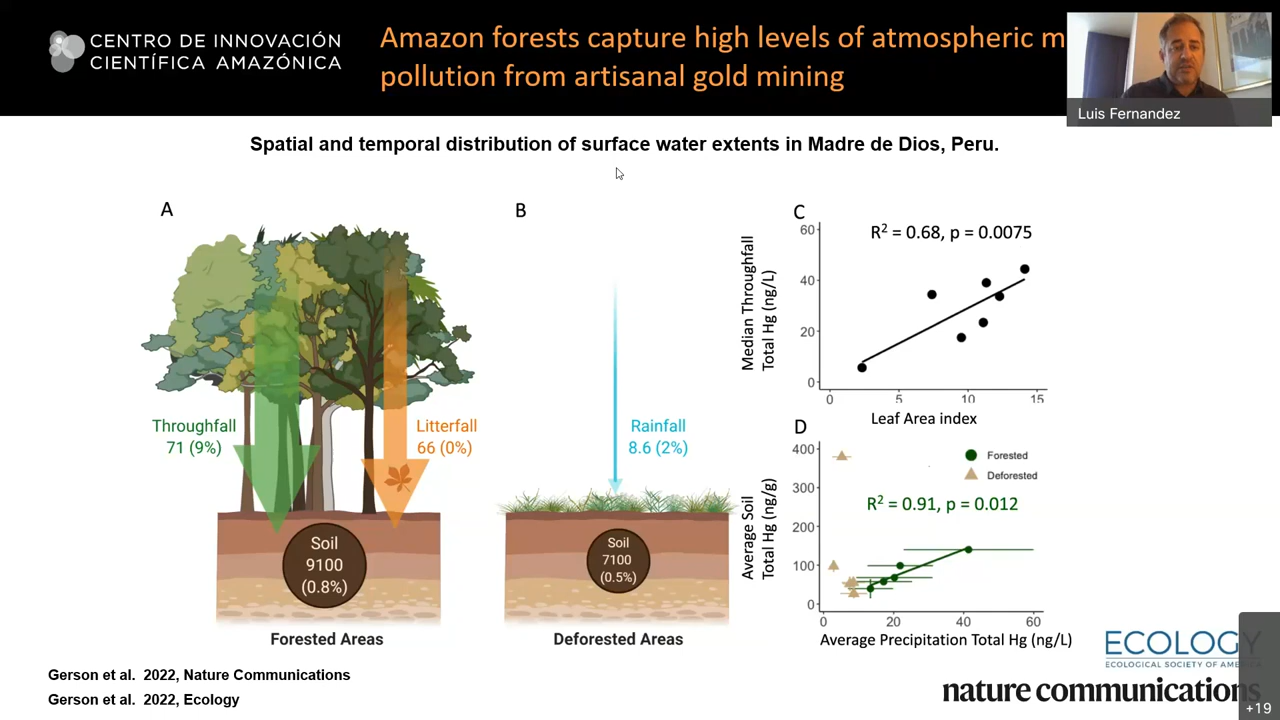 CENTRO DE INNOVACIÓN
CIENTÍFICA AMAZÓNICA
Amazon forests capture high levels of atmospheric m
pollution from artisanal gold mining
Luis Fernandez
Spatial and temporal distribution of surface water extents in Madre de Dios, Peru.
A
Throughfall
71 (9%)
Litterfall
66 (0%)
Soil
9100
(0.8%)
Forested Areas
B
Rainfall
8.6 (2%)
Soil
7100
(0.5%)
Deforested Areas
C
R² = 0.68, p = 0.0075
Median Throughfall
Total Hg (ng/L)
60
40
20
0
0 5 10 15
Leaf Area index
D
Forested
Deforested
R² = 0.91, p = 0.012
Average Soil
Total Hg (ng/g)
400
300
200
100
0
0 20 40 60
Average Precipitation Total Hg (ng/L)
Gerson et al. 2022, Nature Communications
Gerson et al. 2022, Ecology
ECOLOGY
ECOLOGICAL SOCIETY OF AMERICA
nature communications
+19